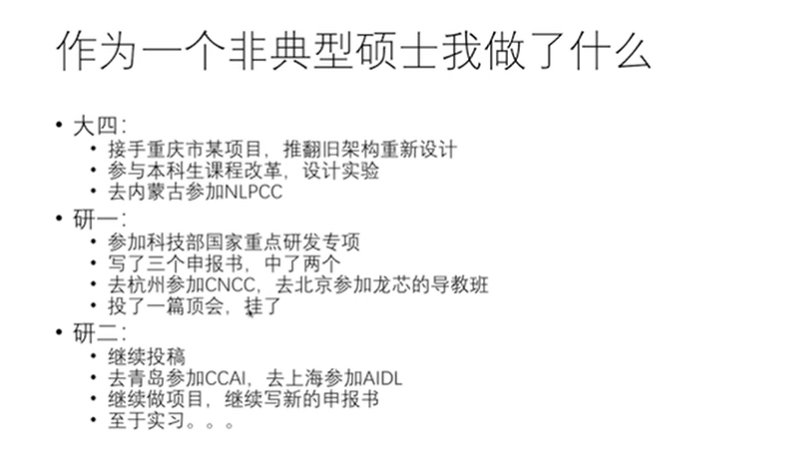 作为一个非典型硕士我做了什么
• 大四：
• 接手重庆市某项目，推翻旧架构重新设计
• 参与本科生课程改革，设计实验
• 去内蒙古参加NLPCC
• 研一：
• 参加科技部国家重点研发专项
• 写了三个申报书，中了两个
• 去杭州参加CNCC，去北京参加龙芯的导教班
• 投了一篇顶会，挂了
• 研二：
• 继续投稿
• 去青岛参加CCAI，去上海参加AIDL
• 继续做项目，继续写新的申报书
• 至于实习。。。